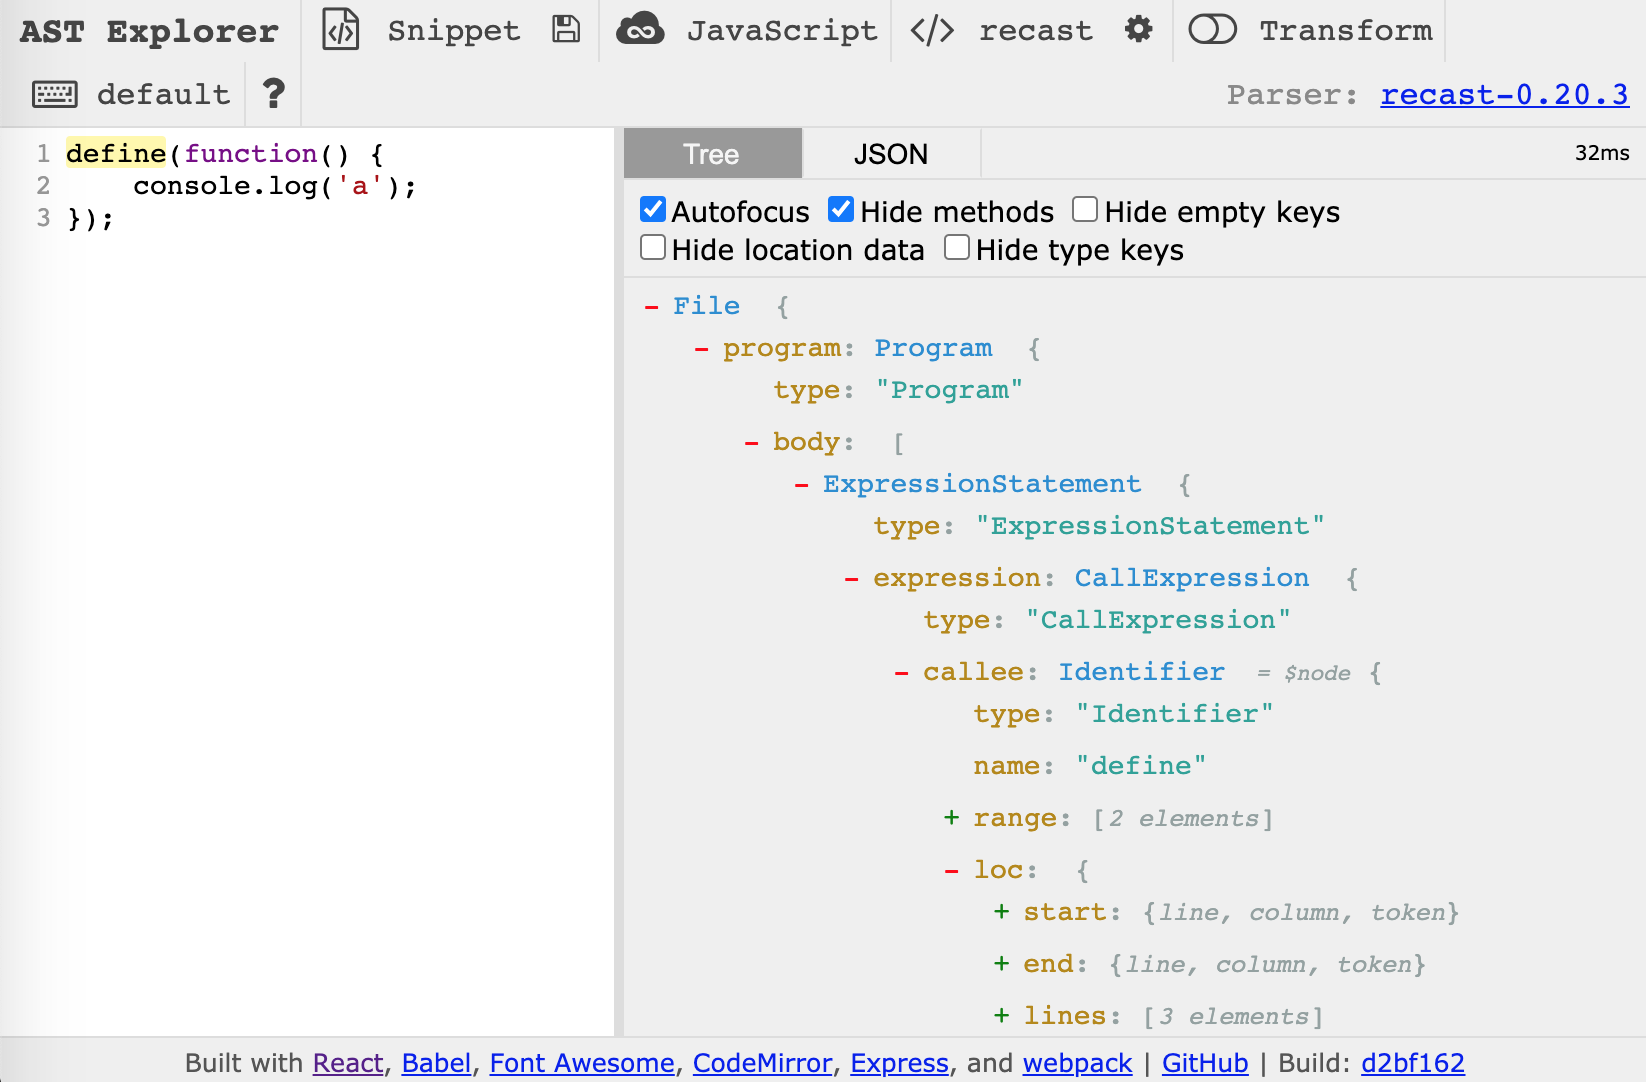 AST Explorer Snippet JavaScript </> recast Transform
default ? Parser: recast-0.20.3
1 define(function() {
2     console.log('a');
3 });
Tree JSON 32ms
Autofocus Hide methods Hide empty keys
Hide location data Hide type keys
- File {
- program: Program {
type: "Program"
- body: [
- ExpressionStatement {
type: "ExpressionStatement"
- expression: CallExpression {
type: "CallExpression"
- callee: Identifier = $node {
type: "Identifier"
name: "define"
+ range: [2 elements]
- loc: {
+ start: {line, column, token}
+ end: {line, column, token}
+ lines: [3 elements]
Built with React, Babel, Font Awesome, CodeMirror, Express, and webpack | GitHub | Build: d2bf162